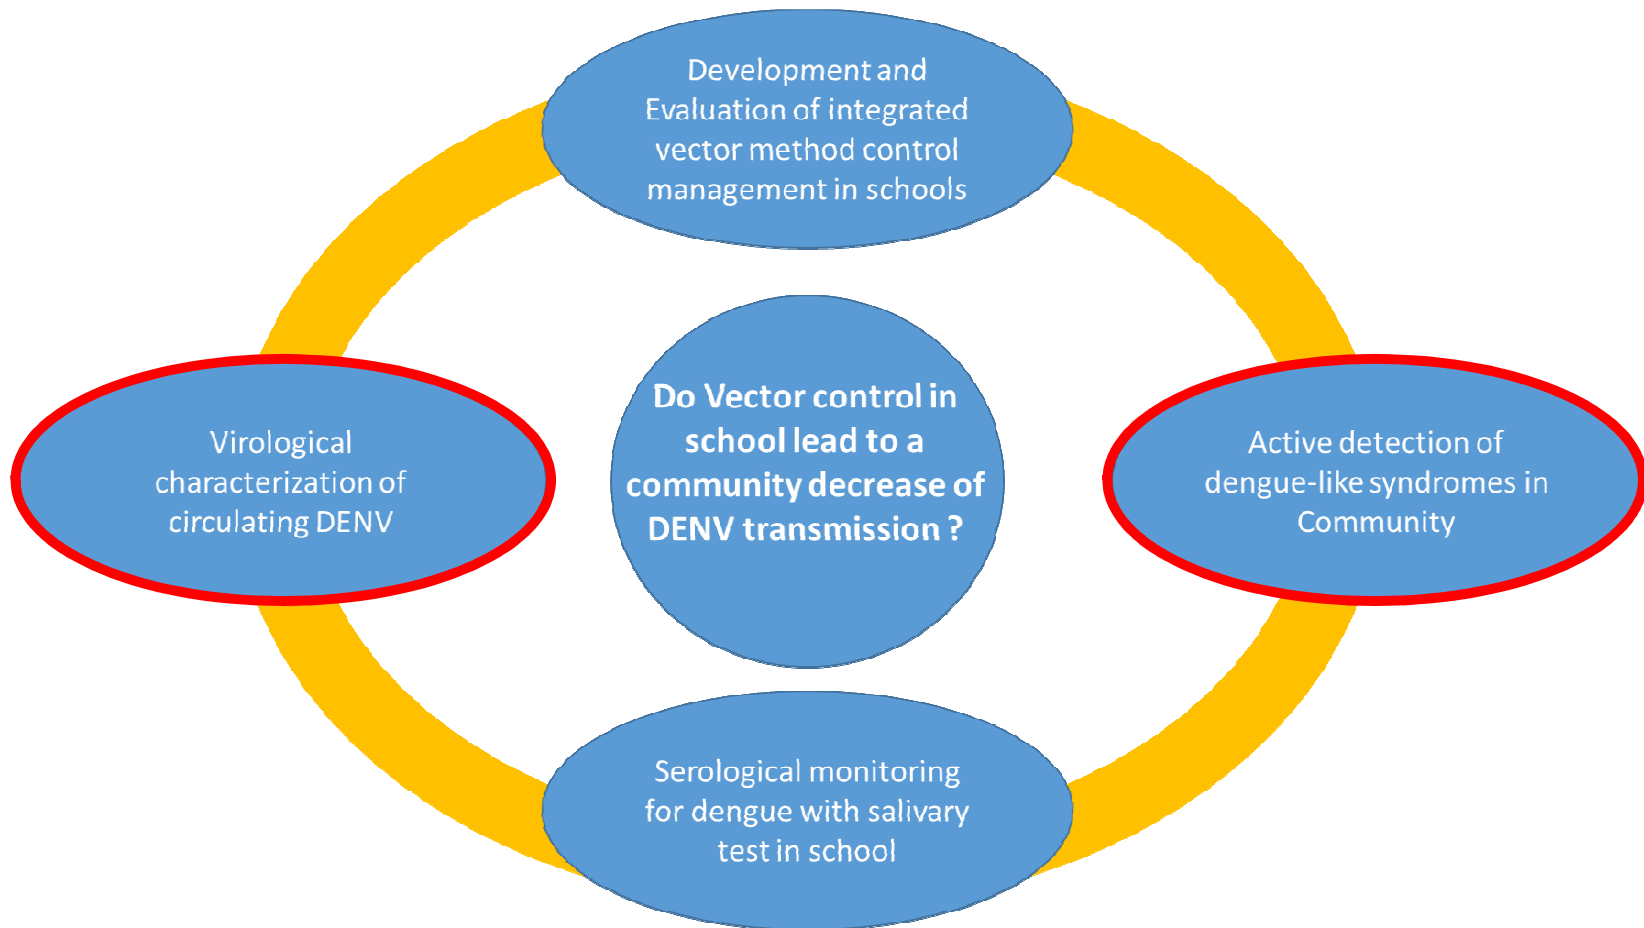 Development and
Evaluation of integrated
vector method control
management in schools
Virological
characterization of
circulating DENV
Do Vector control in
school lead to a
community decrease of
DENV transmission ?
Active detection of
dengue-like syndromes in
Community
Serological monitoring
for dengue with salivary
test in school